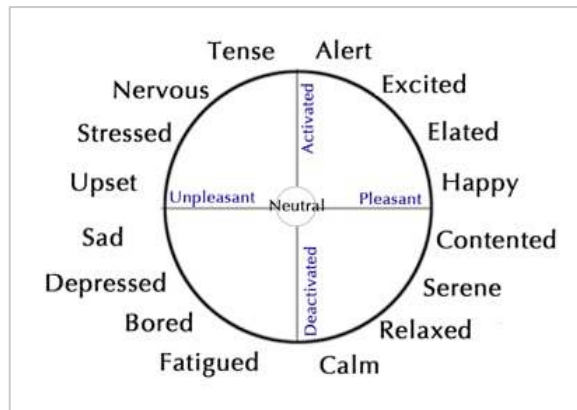 Tense Alert
Nervous Excited
Stressed Elated
Activated
Upset Happy
Unpleasant Neutral Pleasant
Sad Contented
Depressed Serene
Deactivated
Bored Relaxed
Fatigued Calm